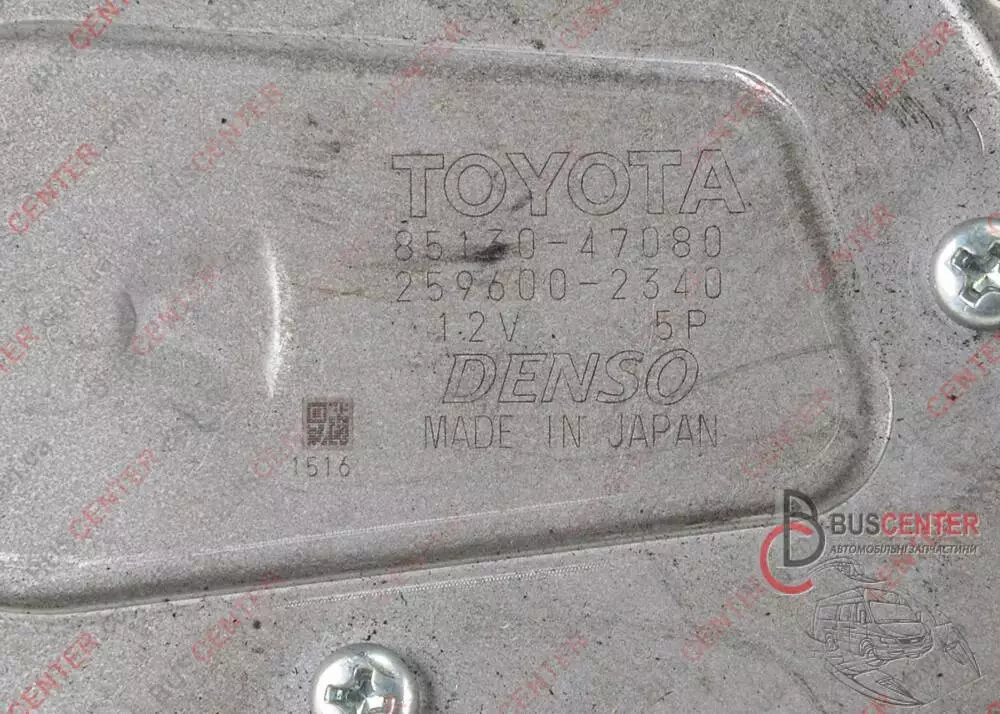 TOYOTA
85130-47080
259600-2340
12V 5P
DENSO
MADE IN JAPAN
1516
BUSCENTER
АВТОМОБІЛЬНІ ЗАПЧАСТИНИ